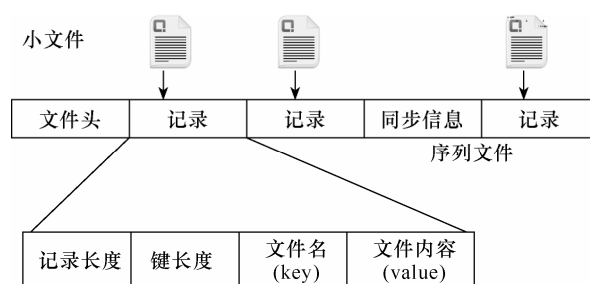 小文件
文件头 记录 记录 同步信息 记录
序列文件
记录长度 键长度 文件名 (key) 文件内容 (value)